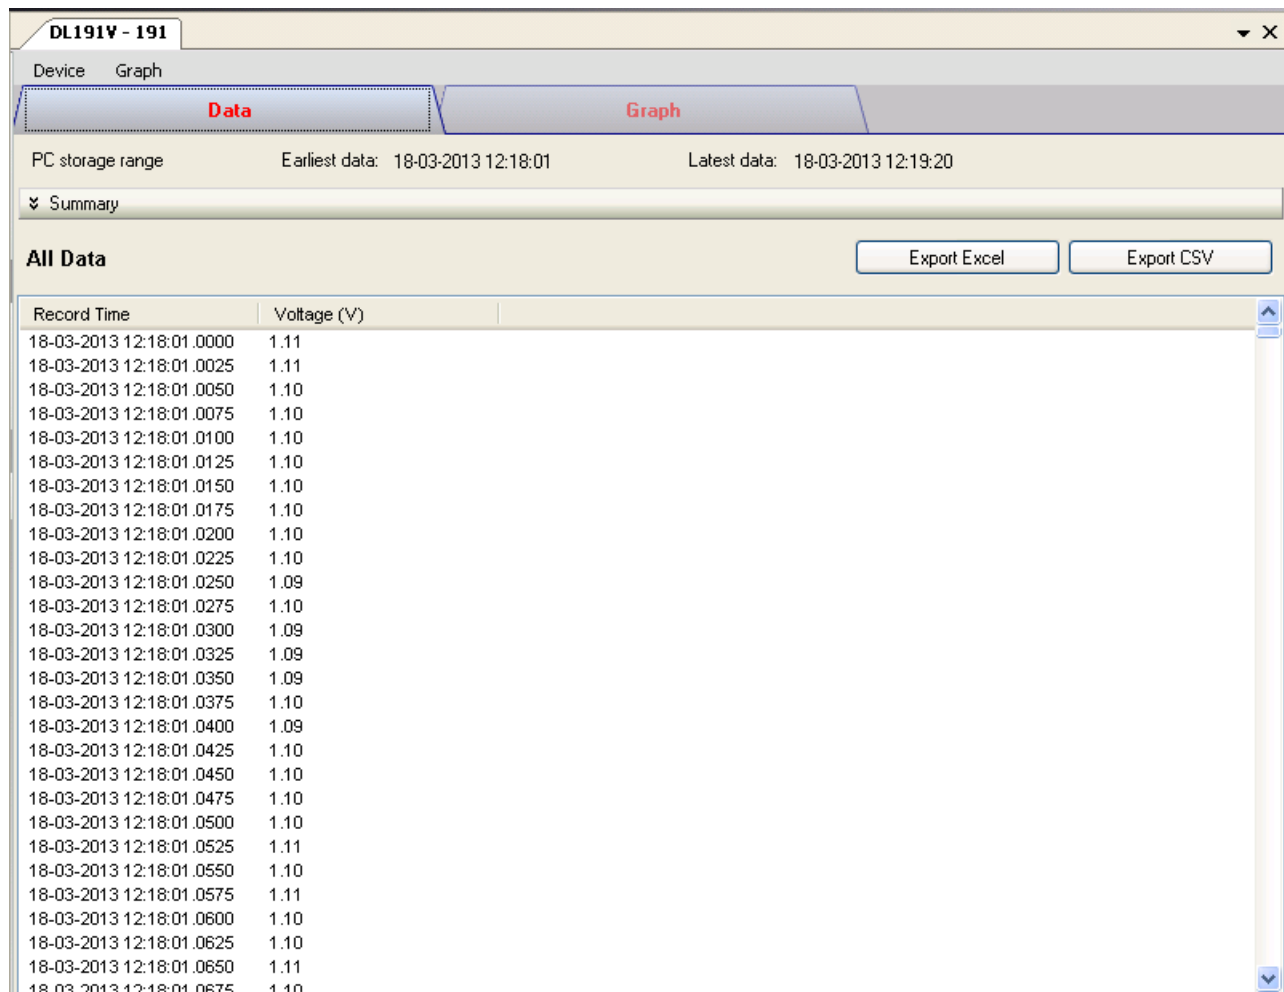 DL191V - 191
Device Graph
Data Graph
PC storage range Earliest data: 18-03-2013 12:18:01 Latest data: 18-03-2013 12:19:20
Summary
All Data Export Excel Export CSV
Record Time Voltage (V)
18-03-2013 12:18:01.0000 1.11
18-03-2013 12:18:01.0025 1.11
18-03-2013 12:18:01.0050 1.10
18-03-2013 12:18:01.0075 1.10
18-03-2013 12:18:01.0100 1.10
18-03-2013 12:18:01.0125 1.10
18-03-2013 12:18:01.0150 1.10
18-03-2013 12:18:01.0175 1.10
18-03-2013 12:18:01.0200 1.10
18-03-2013 12:18:01.0225 1.10
18-03-2013 12:18:01.0250 1.09
18-03-2013 12:18:01.0275 1.10
18-03-2013 12:18:01.0300 1.09
18-03-2013 12:18:01.0325 1.09
18-03-2013 12:18:01.0350 1.09
18-03-2013 12:18:01.0375 1.10
18-03-2013 12:18:01.0400 1.09
18-03-2013 12:18:01.0425 1.10
18-03-2013 12:18:01.0450 1.10
18-03-2013 12:18:01.0475 1.10
18-03-2013 12:18:01.0500 1.10
18-03-2013 12:18:01.0525 1.11
18-03-2013 12:18:01.0550 1.10
18-03-2013 12:18:01.0575 1.11
18-03-2013 12:18:01.0600 1.10
18-03-2013 12:18:01.0625 1.10
18-03-2013 12:18:01.0650 1.11
18-03-2013 12:18:01.0675 1.10